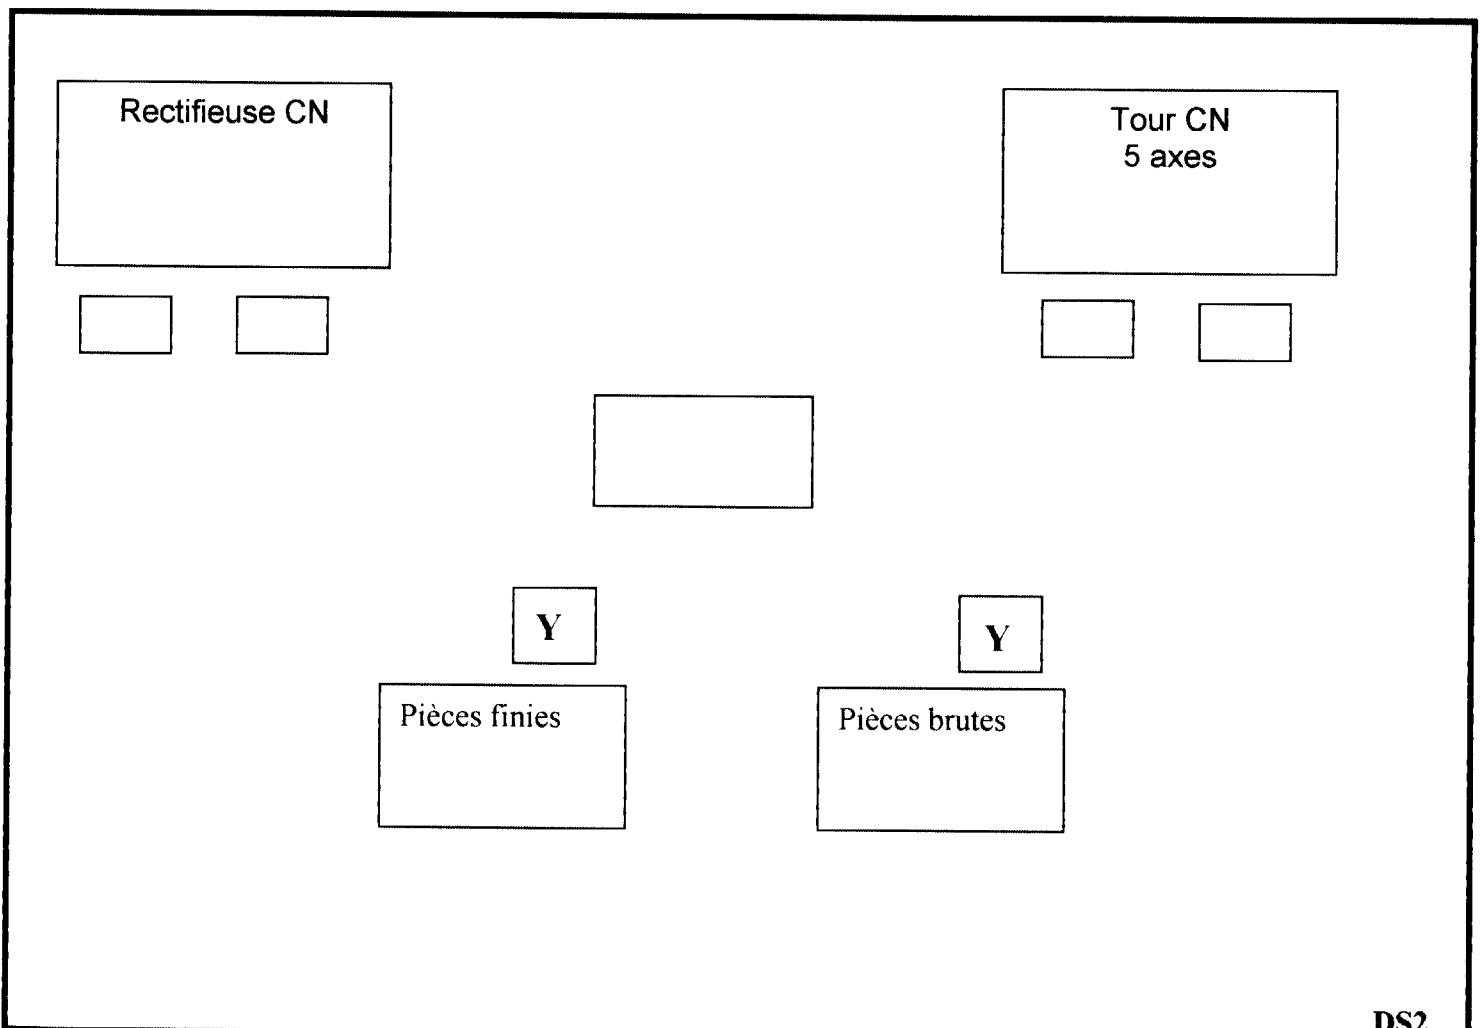 Rectifieuse CN
Tour CN
5 axes
Y
Y
Pièces finies
Pièces brutes
DS2